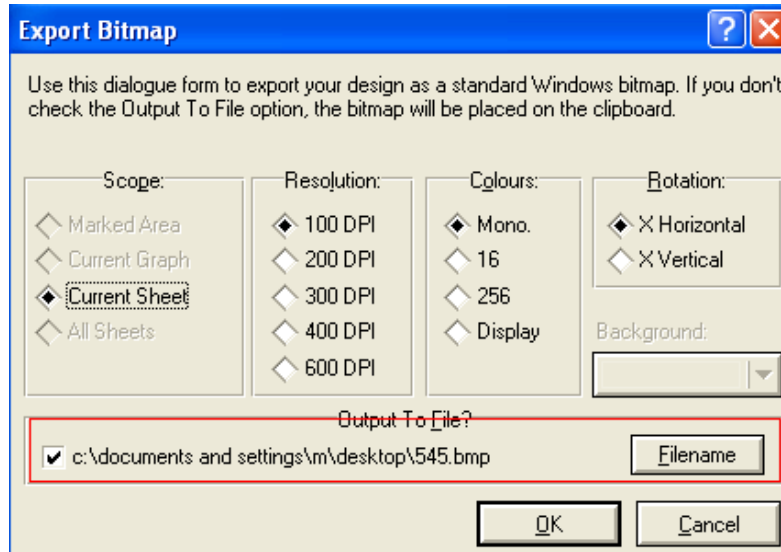 Export Bitmap
Use this dialogue form to export your design as a standard Windows bitmap. If you don't
check the Output To File option, the bitmap will be placed on the clipboard.
Scope:
Marked Area
Current Graph
Current Sheet
All Sheets
Resolution:
100 DPI
200 DPI
300 DPI
400 DPI
600 DPI
Colours:
Mono.
16
256
Display
Rotation:
X Horizontal
X Vertical
Background:
Output To File?
c:\documents and settings\m\desktop\545.bmp
Filename
OK
Cancel